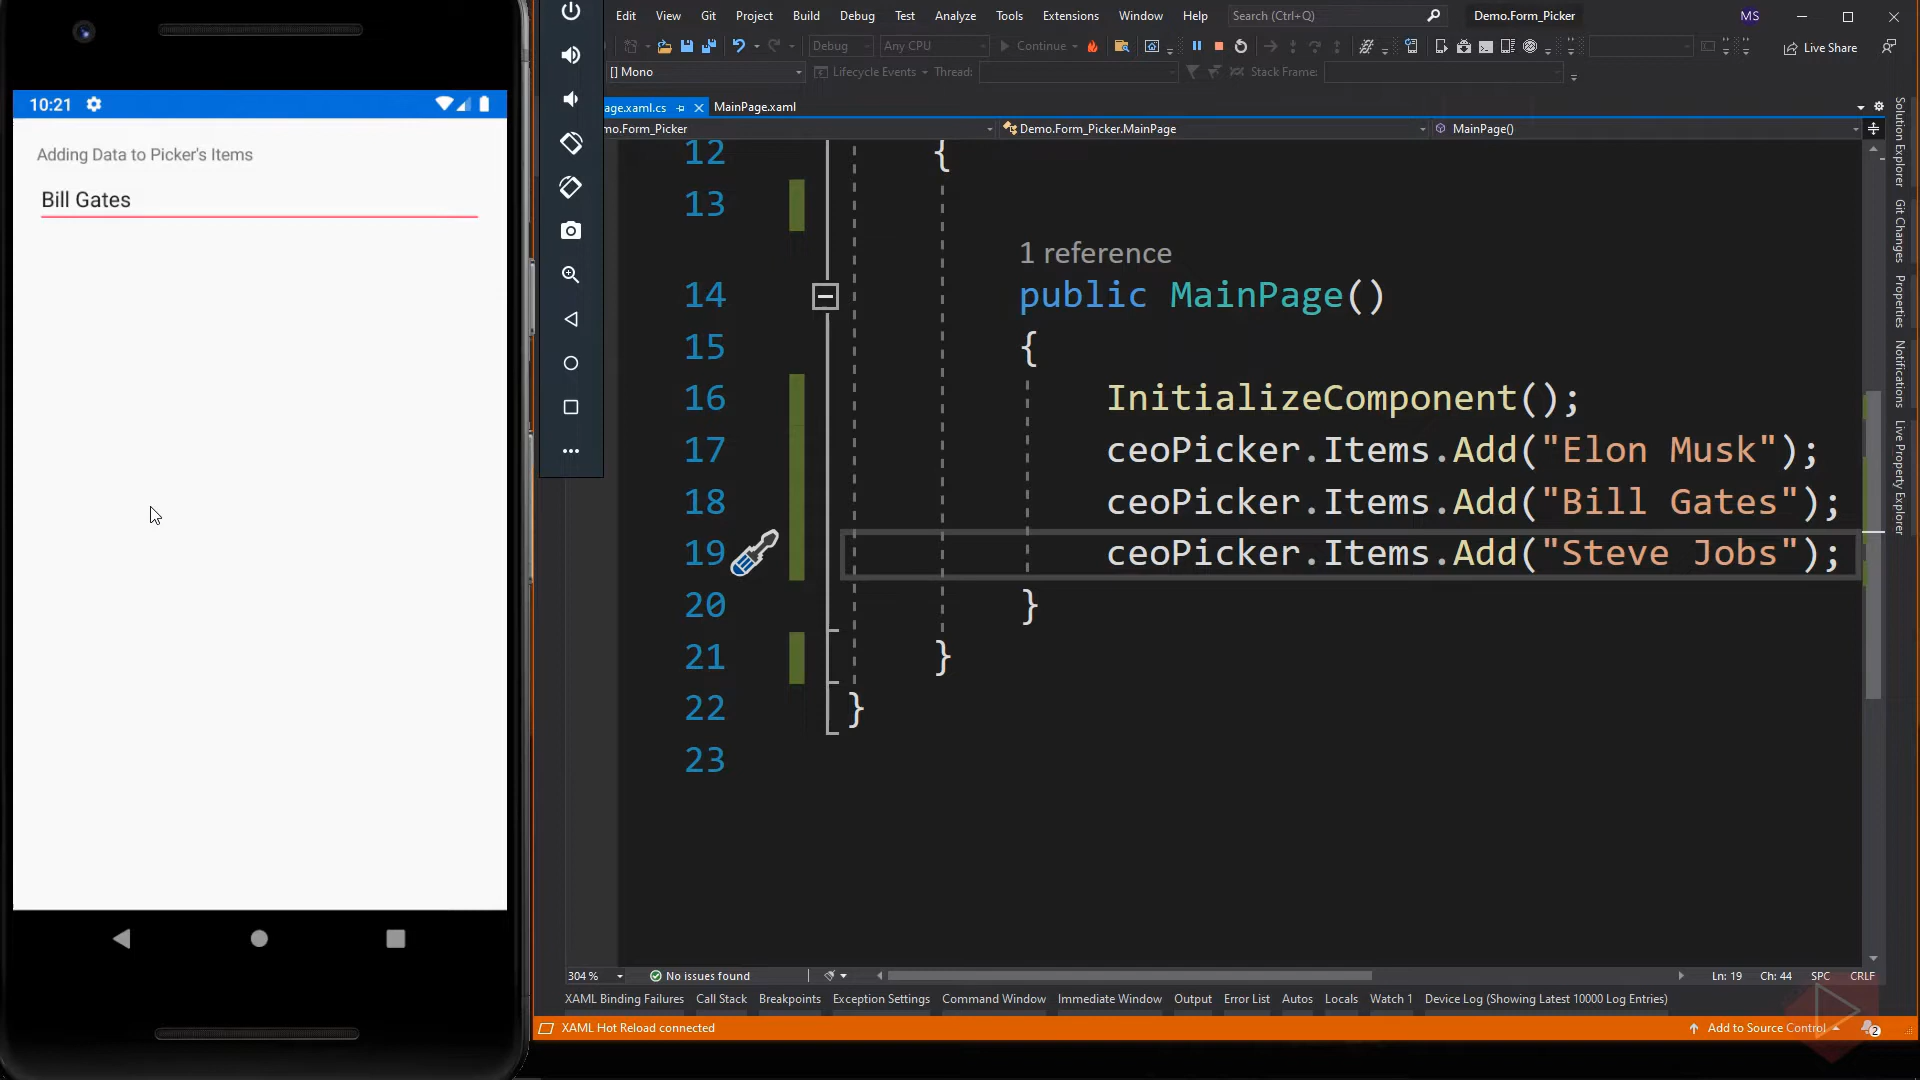 10:21
Adding Data to Picker's Items
Bill Gates
Edit View Git Project Build Debug Test Analyze Tools Extensions Window Help Search (Ctrl+Q) Demo.Form_Picker MS
Debug Any CPU Continue Live Share
[] Mono Lifecycle Events Thread: Stack Frame:
age.xaml.cs MainPage.xaml
mo.Form_Picker Demo.Form_Picker.MainPage MainPage()
12 {
13
1 reference
14 public MainPage()
15 {
16 InitializeComponent();
17 ceoPicker.Items.Add("Elon Musk");
18 ceoPicker.Items.Add("Bill Gates");
19 ceoPicker.Items.Add("Steve Jobs");
20 }
21 }
22 }
23
304 % No issues found Ln: 19 Ch: 44 SPC CRLF
XAML Binding Failures Call Stack Breakpoints Exception Settings Command Window Immediate Window Output Error List Autos Locals Watch 1 Device Log (Showing Latest 10000 Log Entries)
XAML Hot Reload connected Add to Source Control 2
Solution Explorer
Git Changes
Properties
Notifications
Live Property Explorer